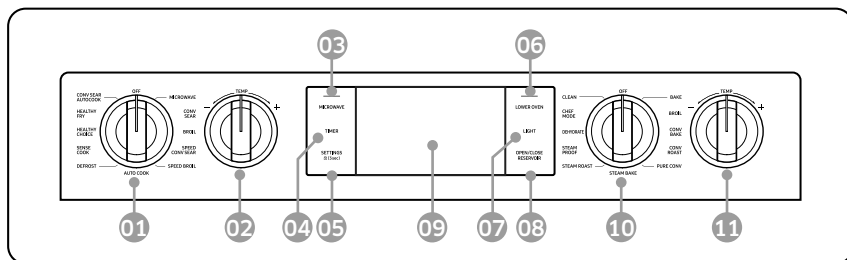 03
06
CONV SEAR
AUTOCOOK
HEALTHY
FRY
HEALTHY
CHOICE
SENSE
COOK
DEFROST
OFF
AUTO COOK
MICROWAVE
CONV
SEAR
BROIL
SPEED
CONV SEAR
SPEED BROIL
TEMP
−
+
MICROWAVE
TIMER
LOWER OVEN
LIGHT
OPEN/CLOSE
RESERVOIR
CLEAN
CHEF
MODE
DEHYDRATE
STEAM
PROOF
STEAM ROAST
OFF
STEAM BAKE
BAKE
BROIL
CONV
BAKE
CONV
ROAST
PURE CONV
TEMP
−
+
SETTINGS
01
02
04
05
09
07
08
10
11